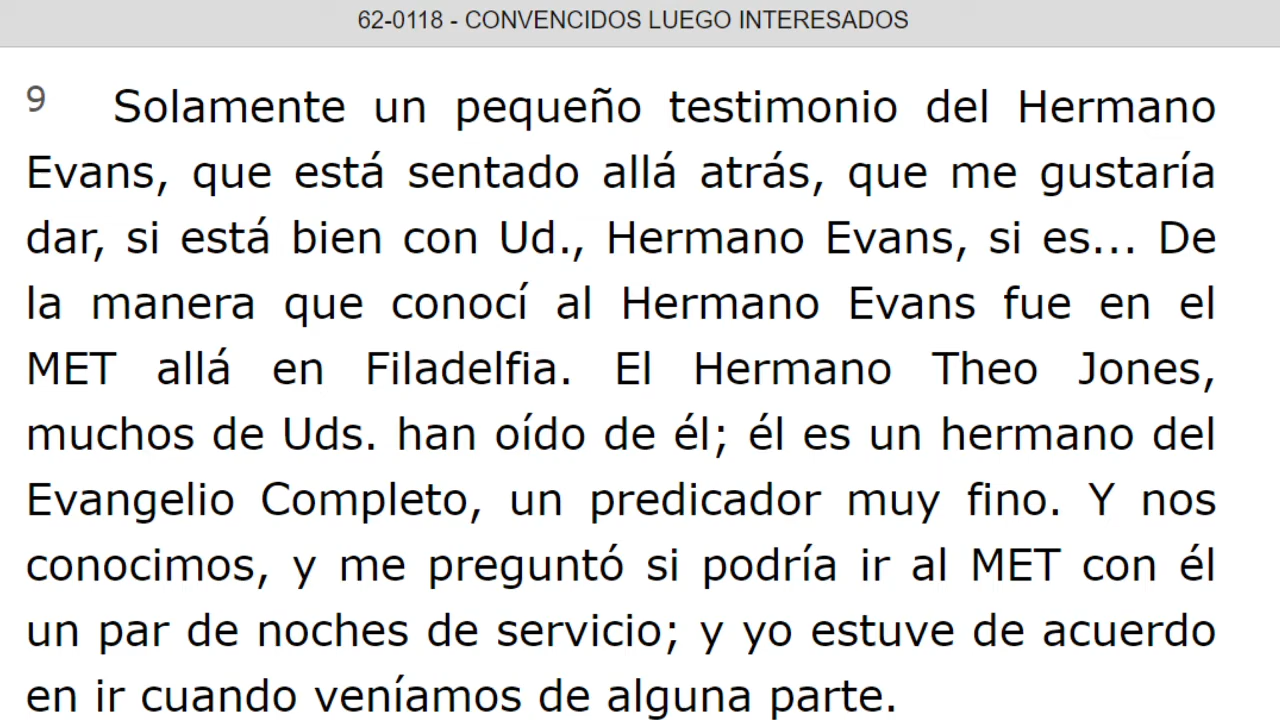 62-0118 - CONVENCIDOS LUEGO INTERESADOS
9 Solamente un pequeño testimonio del Hermano
Evans, que está sentado allá atrás, que me gustaría
dar, si está bien con Ud., Hermano Evans, si es... De
la manera que conocí al Hermano Evans fue en el
MET allá en Filadelfia. El Hermano Theo Jones,
muchos de Uds. han oído de él; él es un hermano del
Evangelio Completo, un predicador muy fino. Y nos
conocimos, y me preguntó si podría ir al MET con él
un par de noches de servicio; y yo estuve de acuerdo
en ir cuando veníamos de alguna parte.